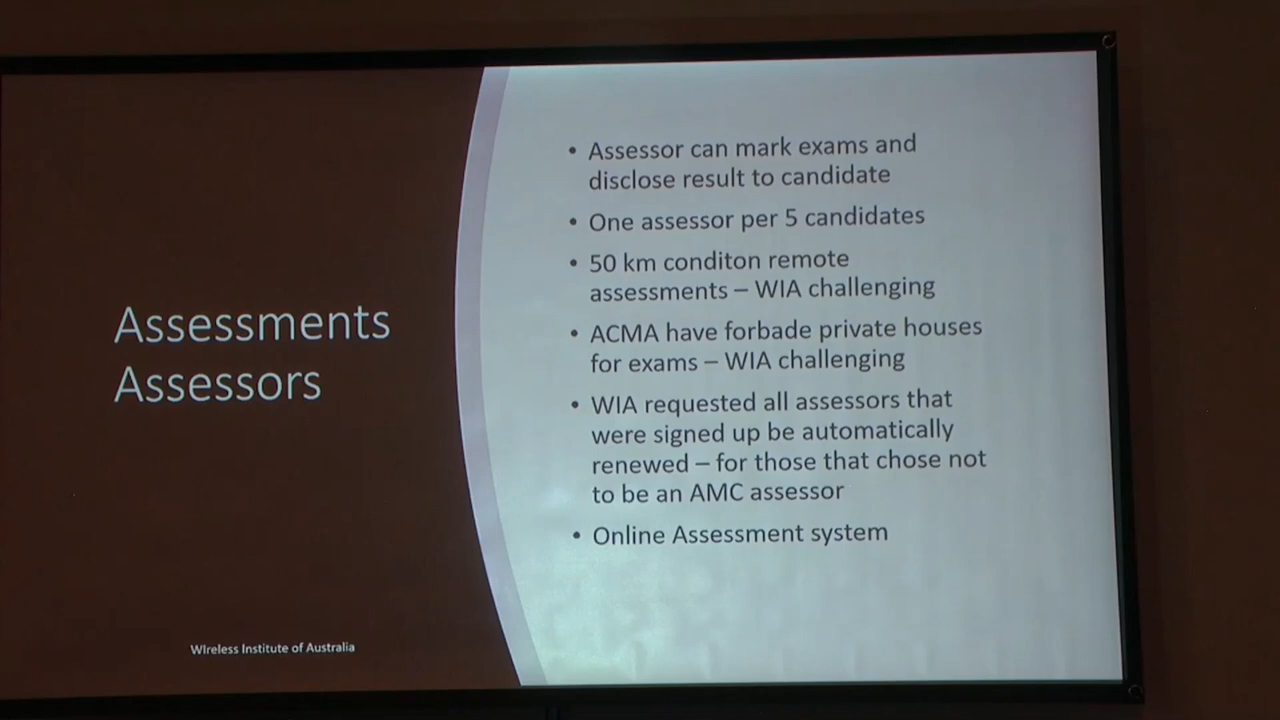 Assessments
Assessors
WIreless Institute of Australia
• Assessor can mark exams and
disclose result to candidate
• One assessor per 5 candidates
• 50 km conditon remote
assessments – WIA challenging
• ACMA have forbade private houses
for exams – WIA challenging
• WIA requested all assessors that
were signed up be automatically
renewed – for those that chose not
to be an AMC assessor
• Online Assessment system